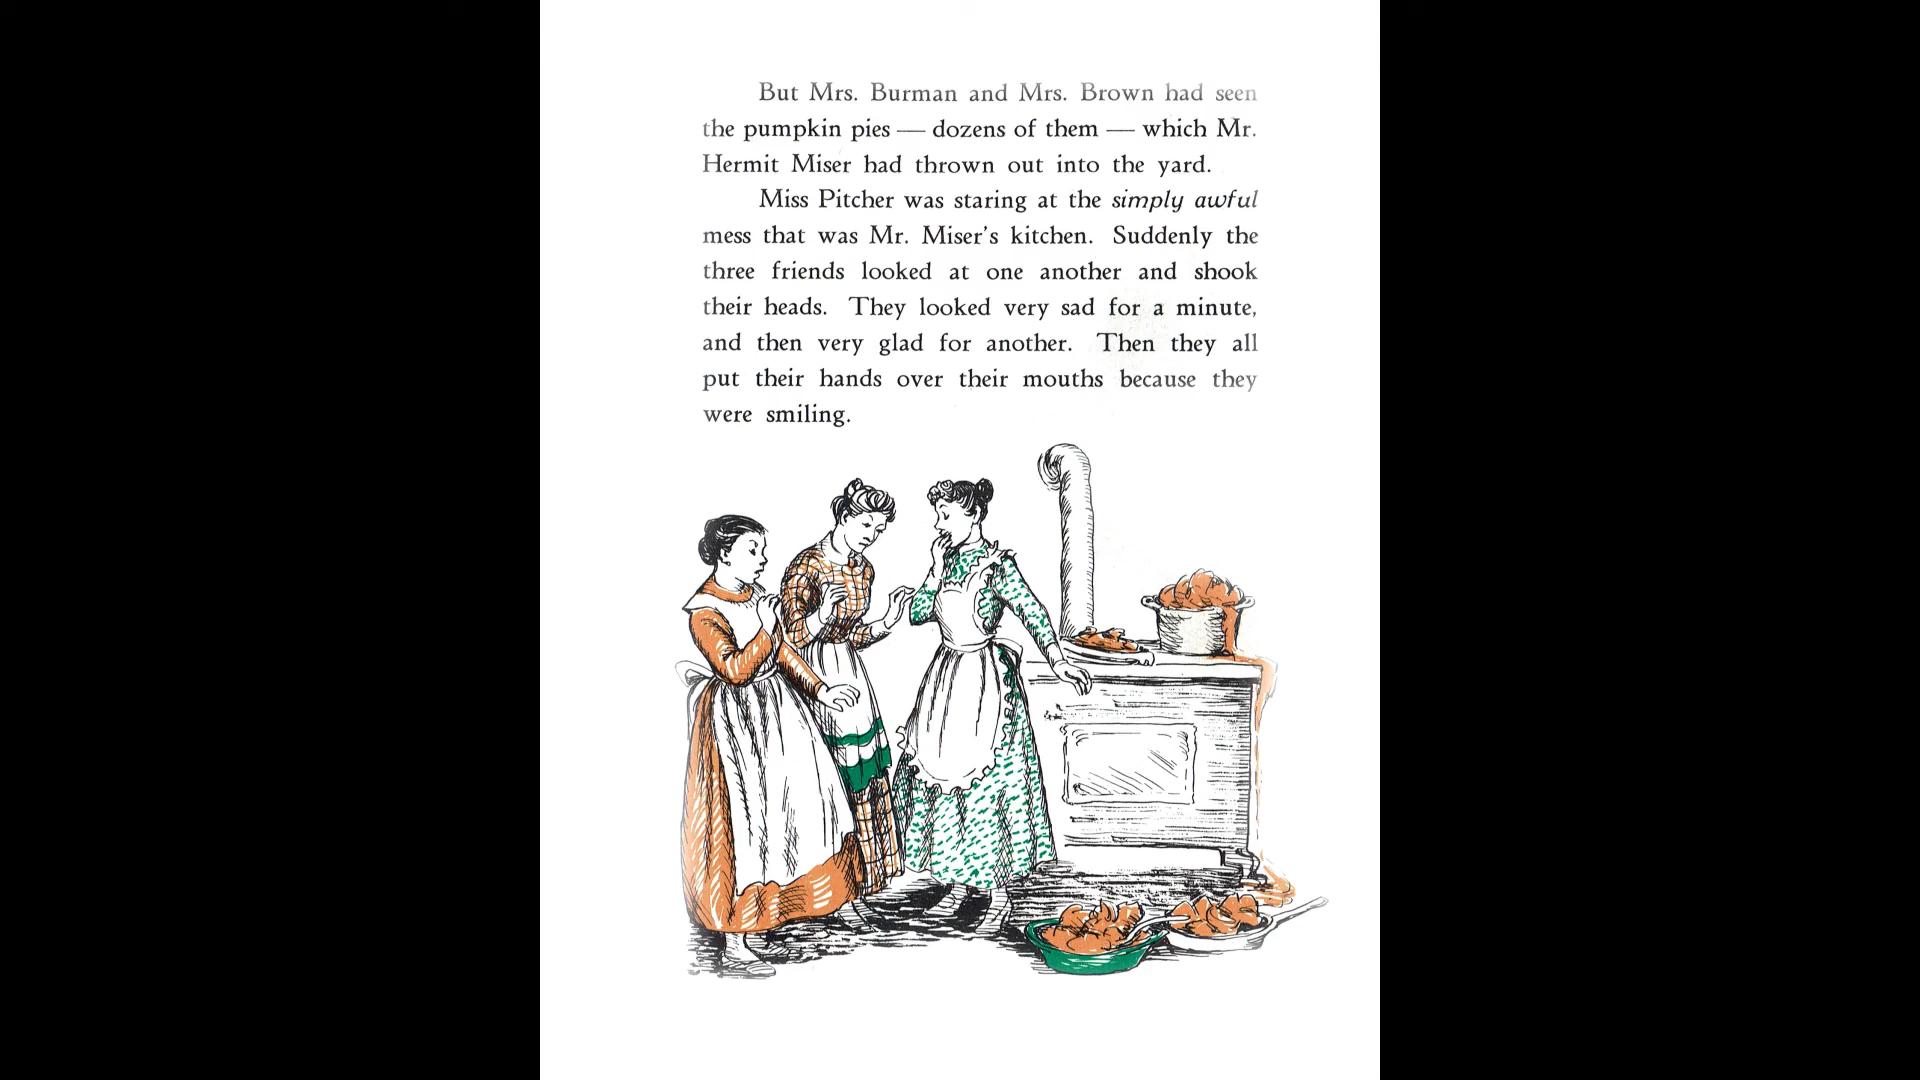 But Mrs. Burman and Mrs. Brown had seen
the pumpkin pies — dozens of them — which Mr.
Hermit Miser had thrown out into the yard.
Miss Pitcher was staring at the simply awful
mess that was Mr. Miser’s kitchen. Suddenly the
three friends looked at one another and shook
their heads. They looked very sad for a minute,
and then very glad for another. Then they all
put their hands over their mouths because they
were smiling.